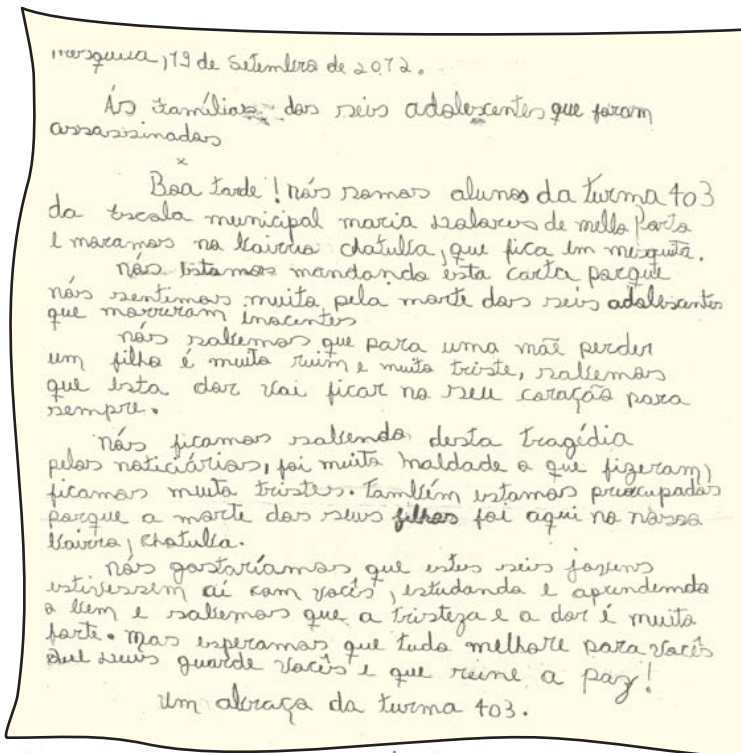 mesquita, 19 de setembro de 2012.
Às famílias dos seis adolescentes que foram
assassinados
Boa tarde! nós somos alunos da turma 403
da Escola municipal maria de mello Porto
e moramos no bairro chatuba, que fica em mesquita.
nós estamos mandando esta carta porque
nós sentimos muito pela morte dos seis adolescentes
que morreram inocentes
nós sabemos que para uma mãe perder
um filho é muito ruim e muito triste, sabemos
que esta dor vai ficar no seu coração para
sempre.
nós ficamos sabendo desta tragédia
pelos noticiários, foi muita maldade o que fizeram,
ficamos muito tristes. também estamos preocupados
porque a morte dos seus filhos foi aqui no nosso
bairro, chatuba.
nós gostaríamos que estes seis jovens
estivessem aí com vocês, estudando e aprendendo
o bem e sabemos que a tristeza e a dor é muito
forte. mas esperamos que tudo melhore para vocês
guarde vocês e que reine a paz!
um abraço da turma 403.